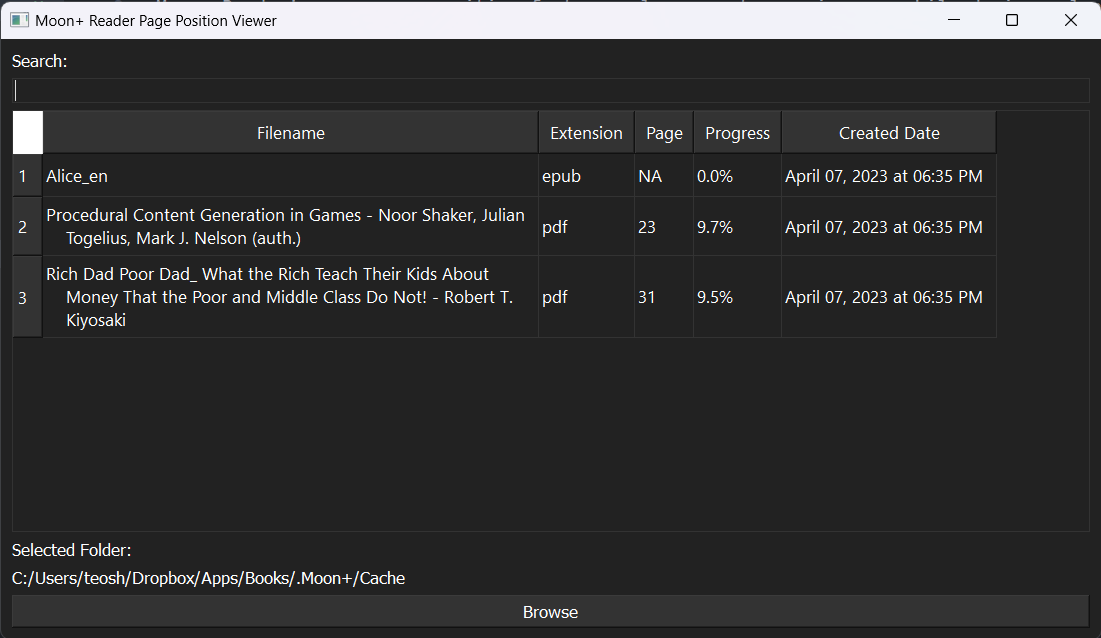 Moon+ Reader Page Position Viewer
Search:
Filename Extension Page Progress Created Date
1 Alice_en epub NA 0.0% April 07, 2023 at 06:35 PM
2 Procedural Content Generation in Games - Noor Shaker, Julian
Togelius, Mark J. Nelson (auth.) pdf 23 9.7% April 07, 2023 at 06:35 PM
3 Rich Dad Poor Dad_ What the Rich Teach Their Kids About
Money That the Poor and Middle Class Do Not! - Robert T. pdf 31 9.5% April 07, 2023 at 06:35 PM
Kiyosaki
Selected Folder:
C:/Users/teosh/Dropbox/Apps/Books/.Moon+/Cache
Browse